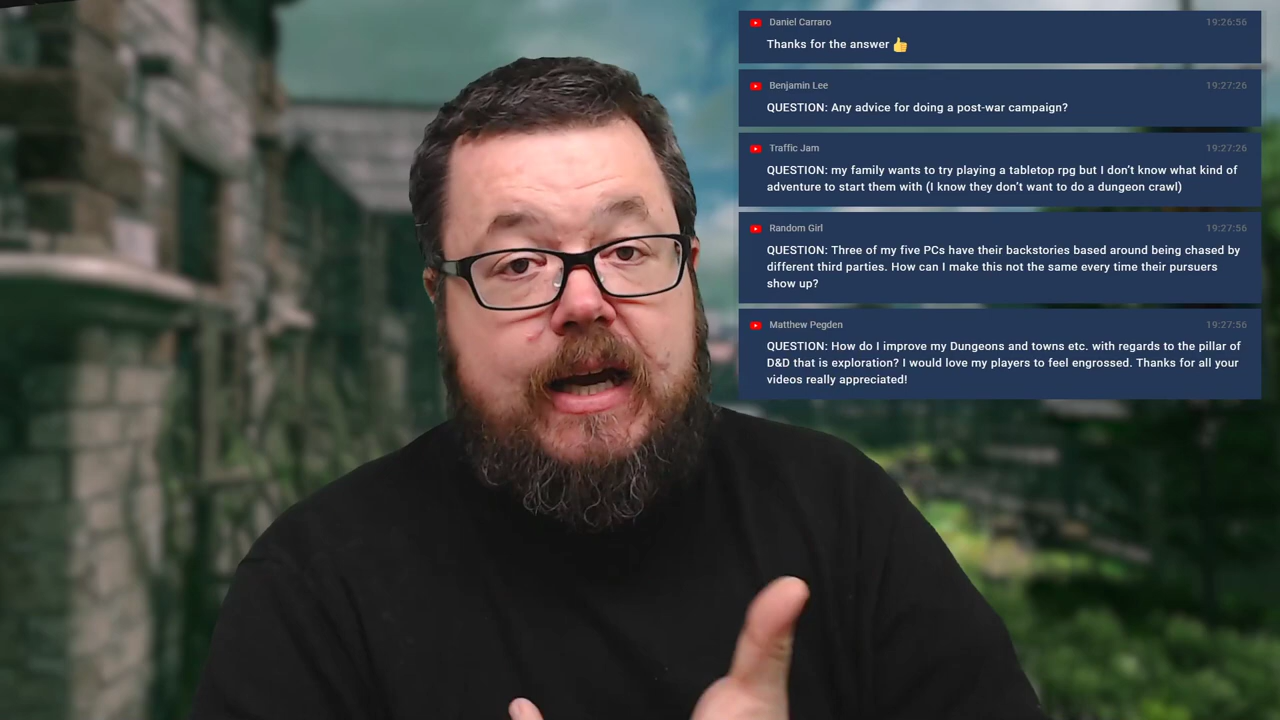 Daniel Carraro 19:26:56
Thanks for the answer 👍
Benjamin Lee 19:27:26
QUESTION: Any advice for doing a post-war campaign?
Traffic Jam 19:27:26
QUESTION: my family wants to try playing a tabletop rpg but I don't know what kind of
adventure to start them with (I know they don't want to do a dungeon crawl)
Random Girl 19:27:56
QUESTION: Three of my five PCs have their backstories based around being chased by
different third parties. How can I make this not the same every time their pursuers
show up?
Matthew Pegden 19:27:56
QUESTION: How do I improve my Dungeons and towns etc. with regards to the pillar of
D&D that is exploration? I would love my players to feel engrossed. Thanks for all your
videos really appreciated!